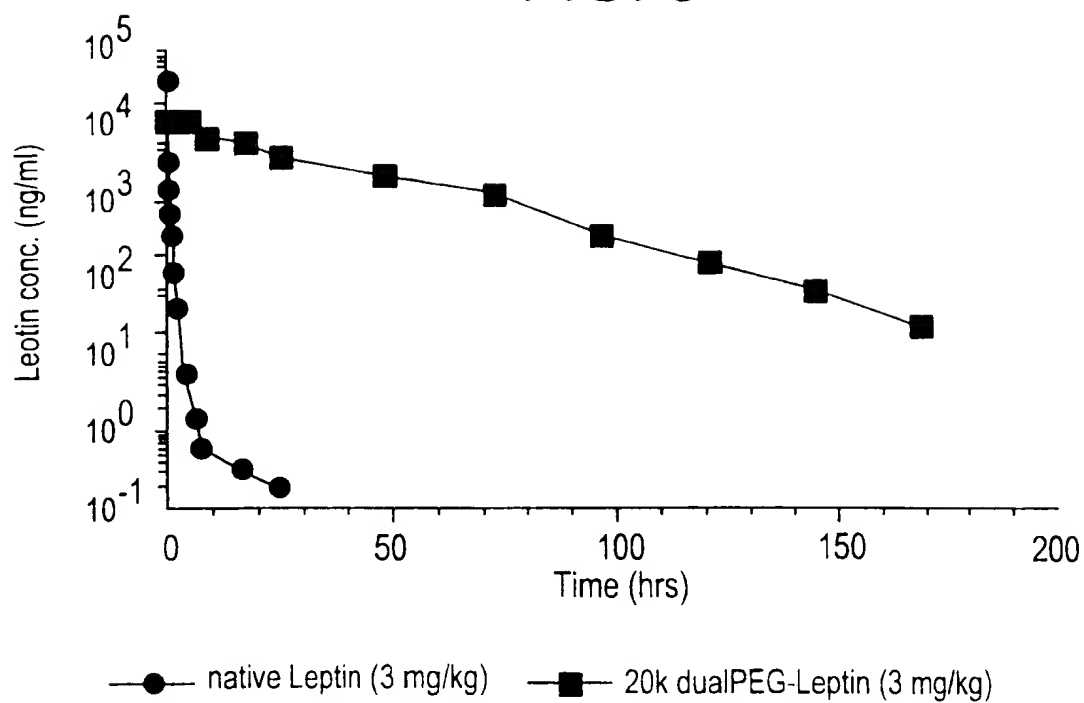 10^5
10^4
10^3
10^2
10^1
10^0
10^-1
Leotin conc. (ng/ml)
0 50 100 150 200
Time (hrs)
native Leptin (3 mg/kg) 20k dualPEG-Leptin (3 mg/kg)